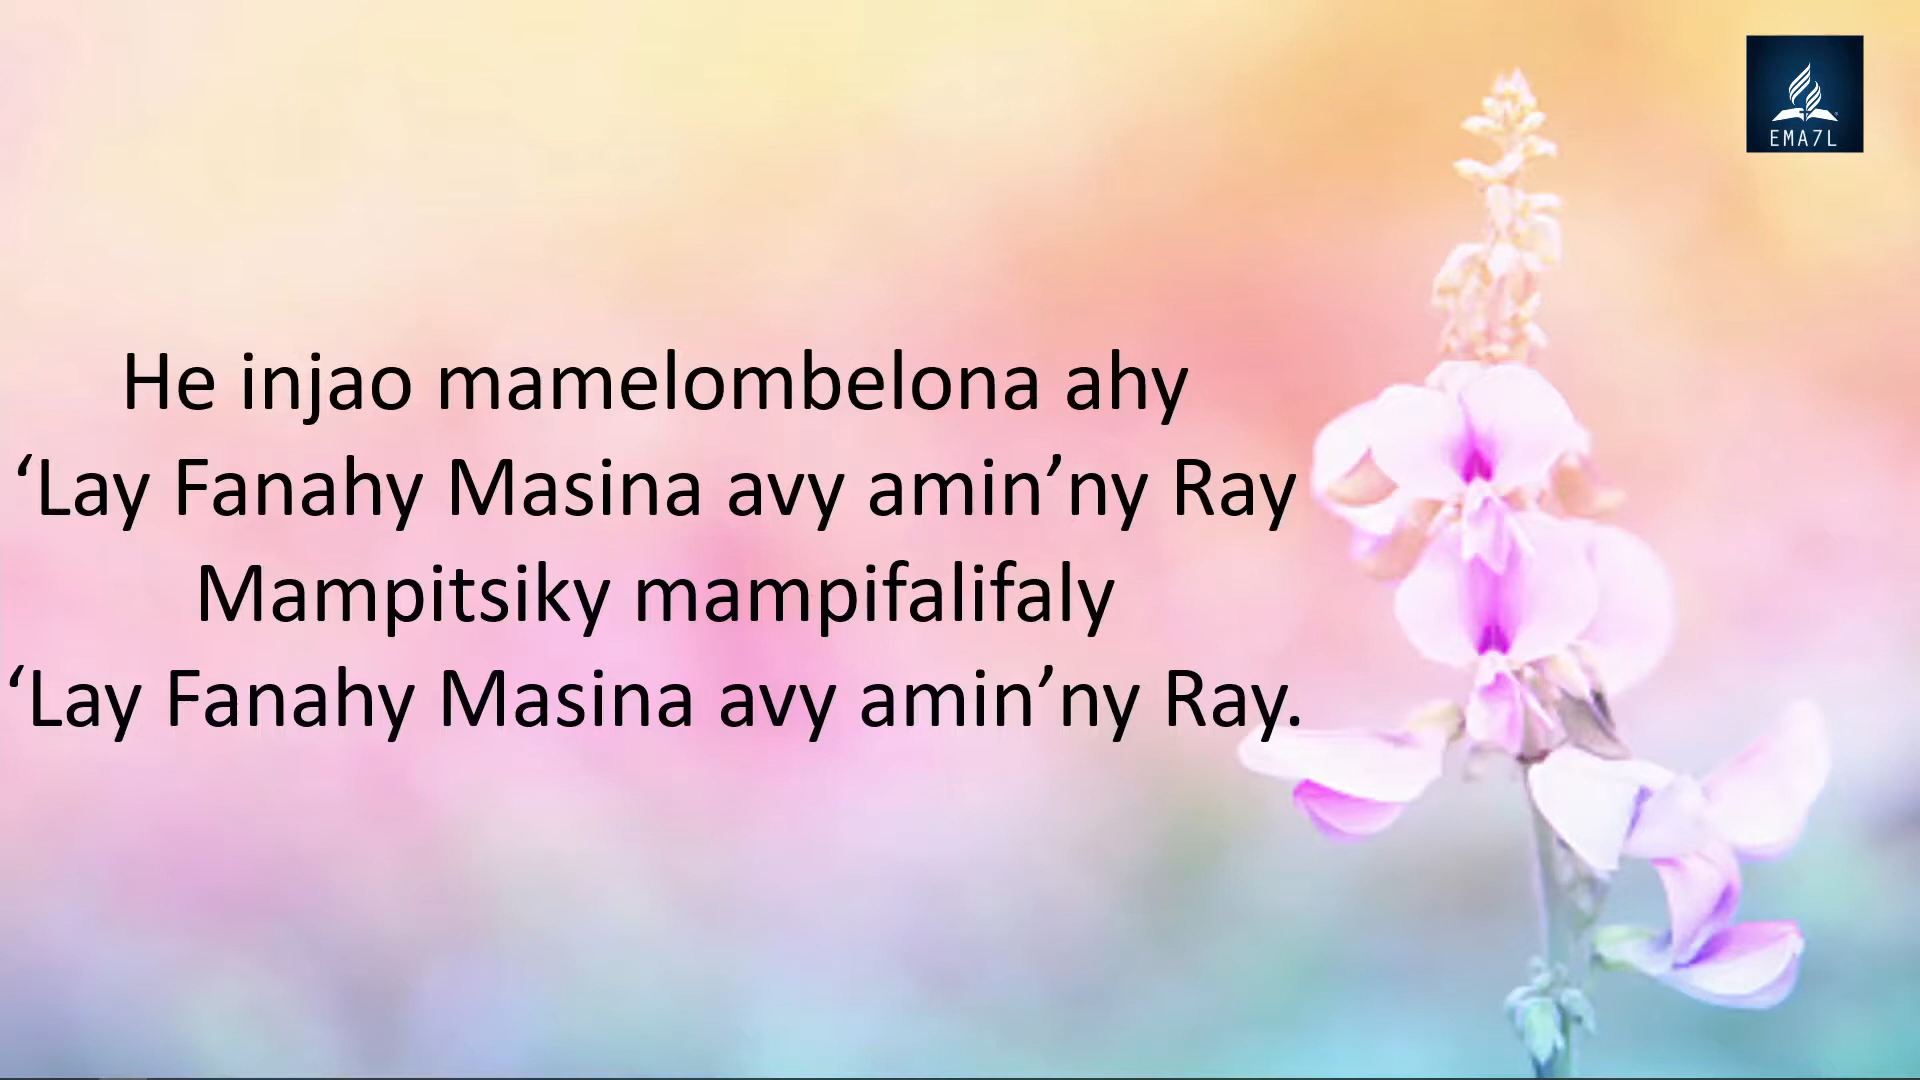 EMA7L
He injao mamelombelona ahy
‘Lay Fanahy Masina avy amin’ny Ray
Mampitsiky mampifalifaly
‘Lay Fanahy Masina avy amin’ny Ray.